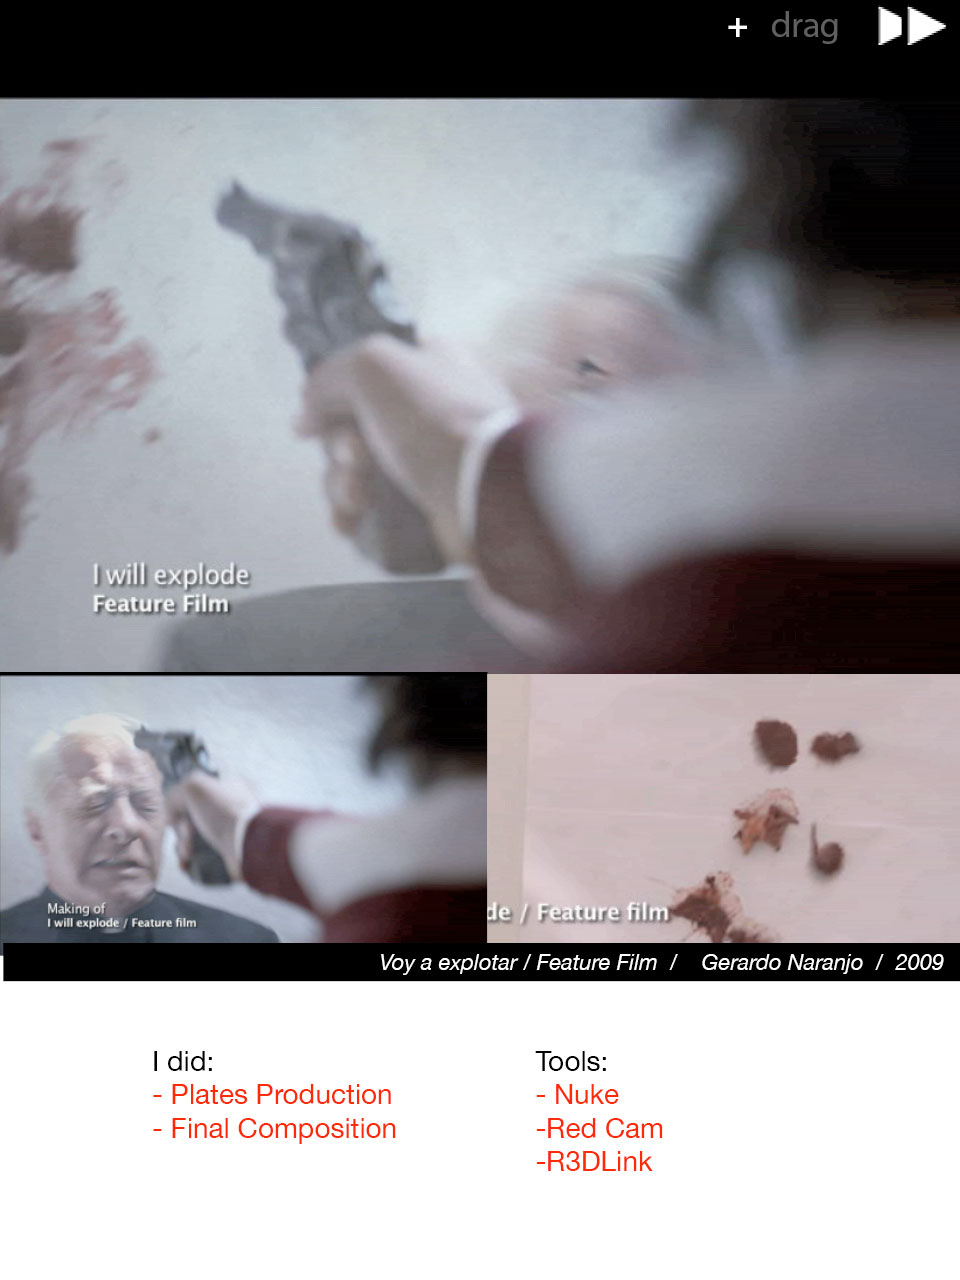 + drag
I will explode
Feature Film
Making of
I will explode / Feature film
de / Feature film
Voy a explotar / Feature Film / Gerardo Naranjo / 2009
I did:
- Plates Production
- Final Composition
Tools:
- Nuke
-Red Cam
-R3DLink